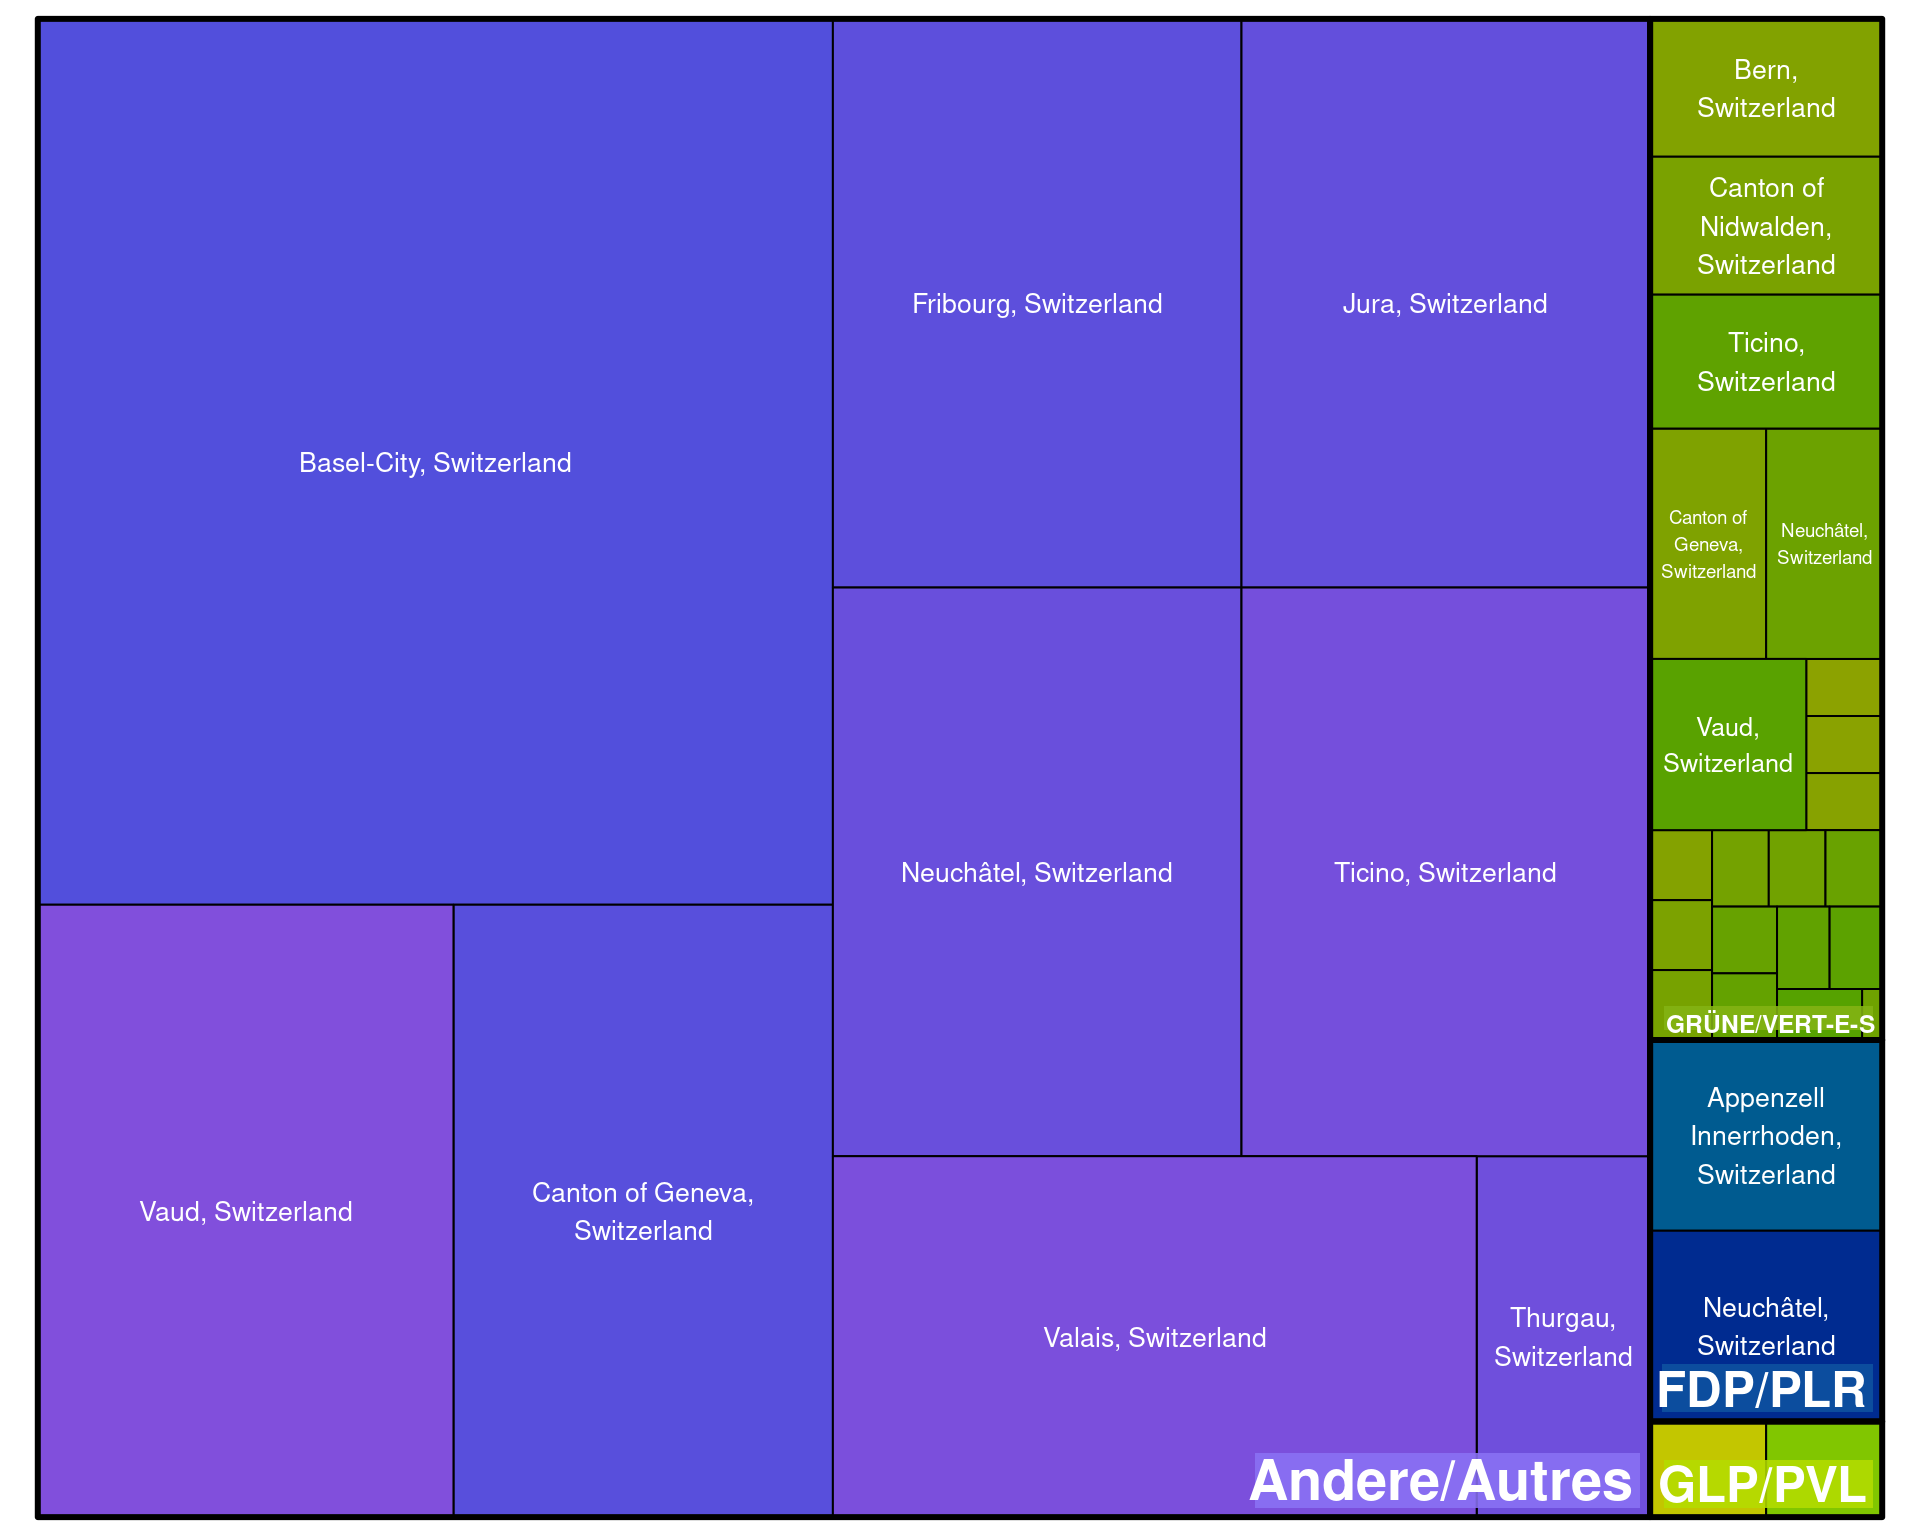 Basel-City, Switzerland
Vaud, Switzerland
Canton of Geneva,
Switzerland
Fribourg, Switzerland
Jura, Switzerland
Neuchâtel, Switzerland
Ticino, Switzerland
Valais, Switzerland
Thurgau,
Switzerland
Andere/Autres
Bern,
Switzerland
Canton of
Nidwalden,
Switzerland
Ticino,
Switzerland
Canton of
Geneva,
Switzerland
Neuchâtel,
Switzerland
Vaud,
Switzerland
GRÜNE/VERT-E-S
Appenzell
Innerrhoden,
Switzerland
Neuchâtel,
Switzerland
FDP/PLR
GLP/PVL